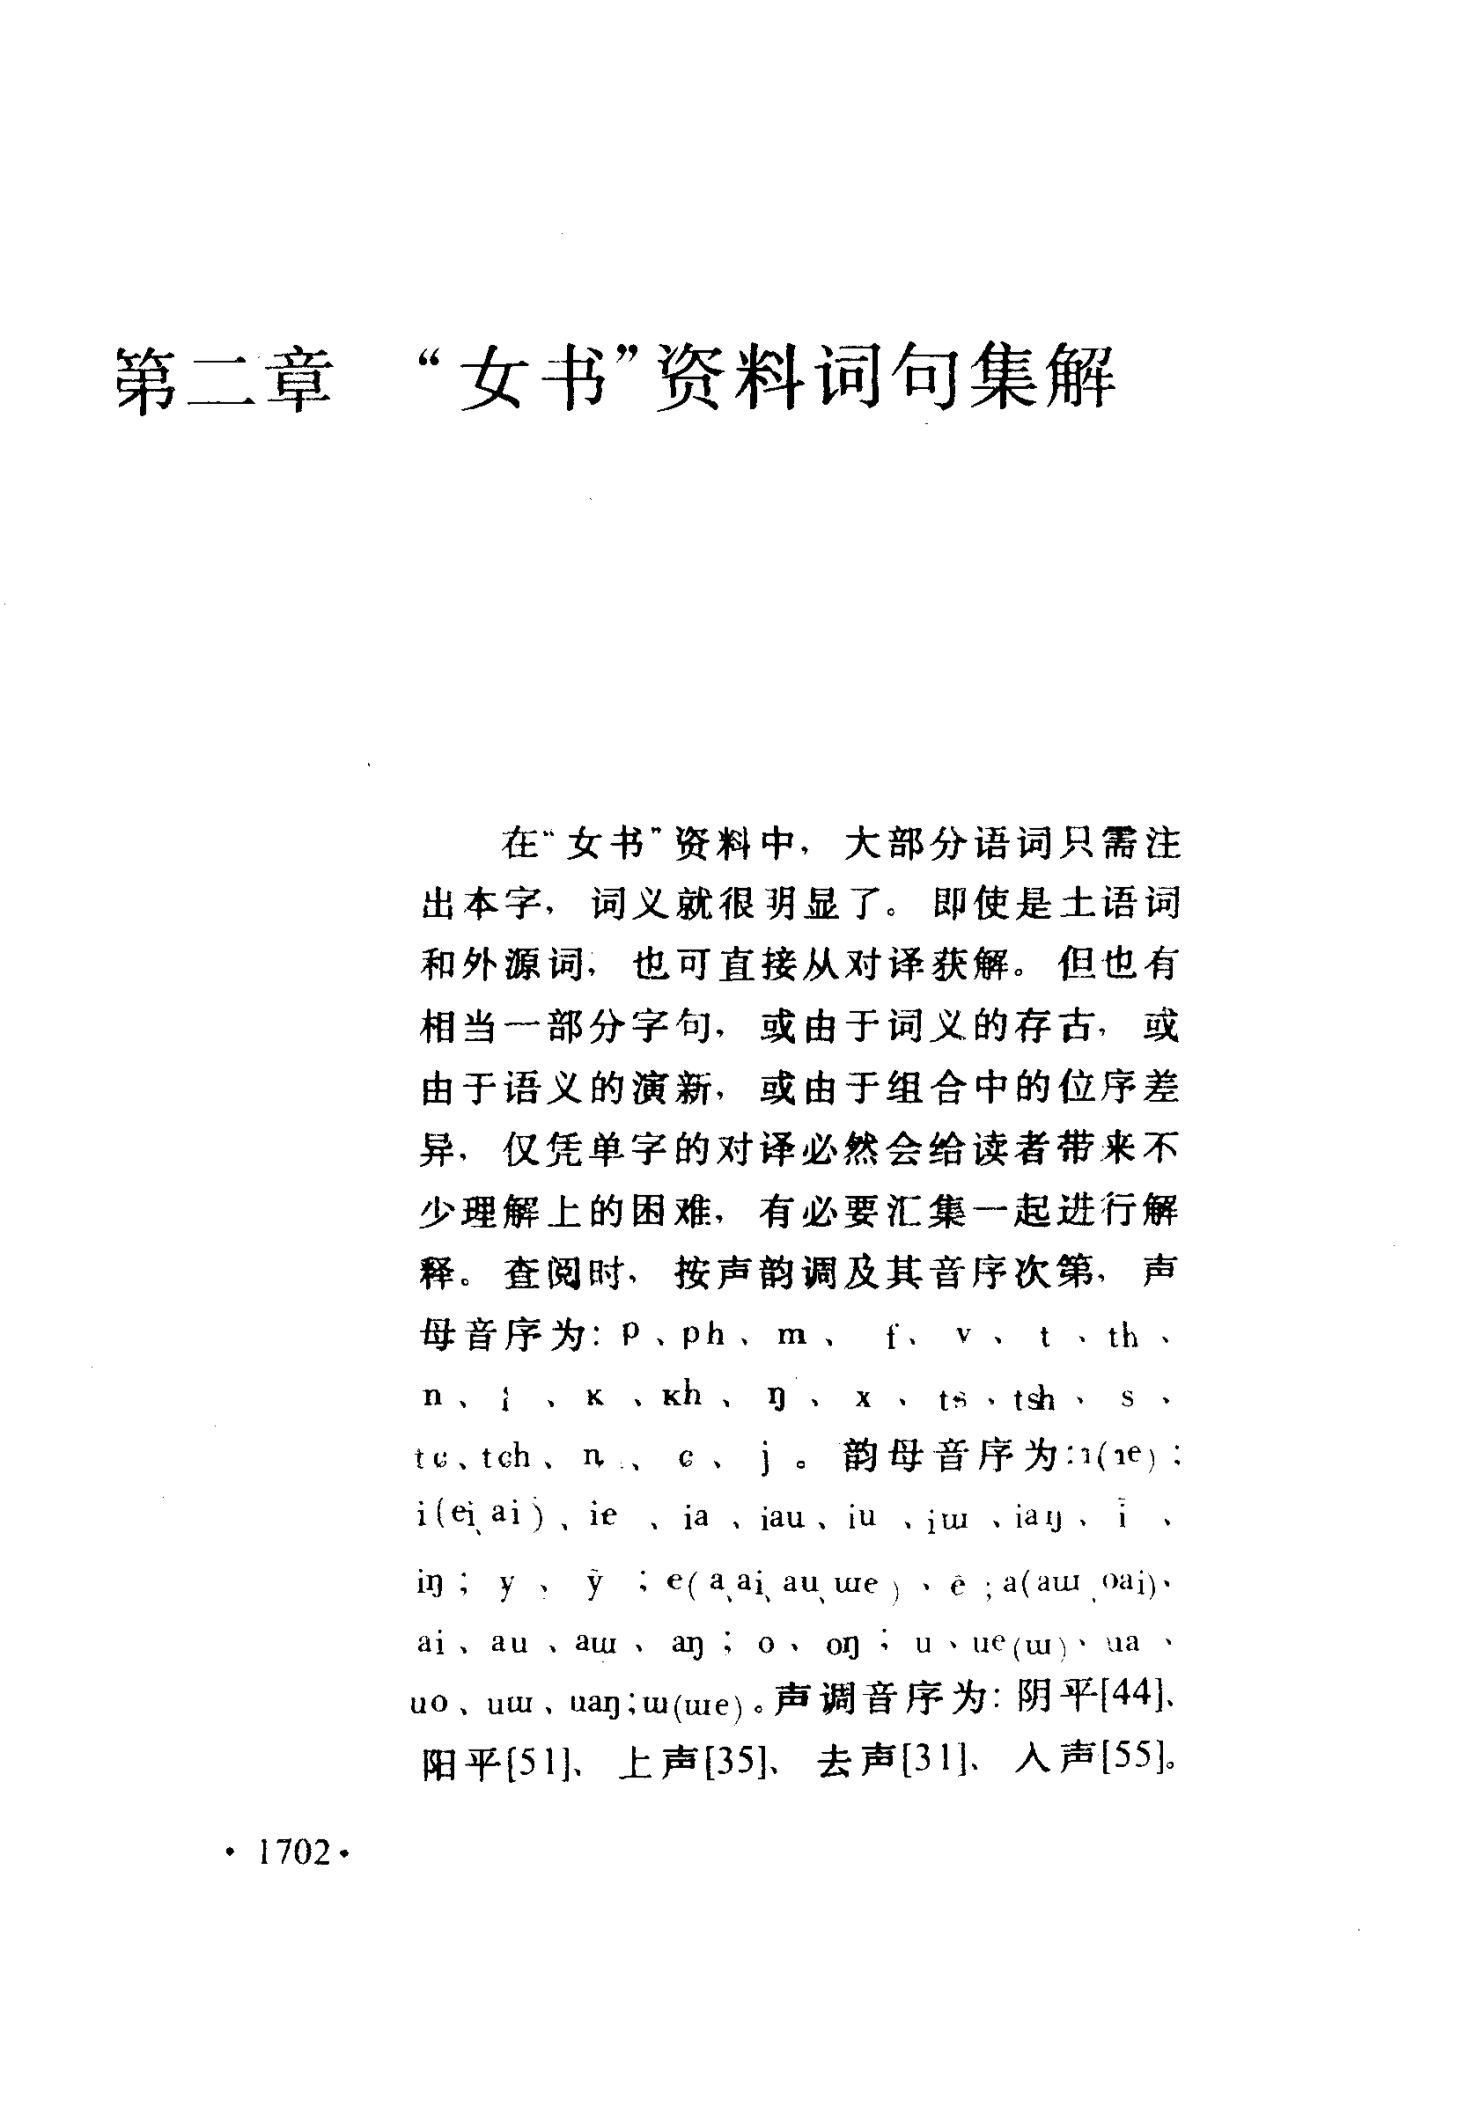 第二章 “女书”资料词句集解
在“女书”资料中, 大部分语词只需注
出本字, 词义就很明显了。即使是土语词
和外源词, 也可直接从对译获解。但也有
相当一部分字句, 或由于词义的存古, 或
由于语义的演新, 或由于组合中的位序差
异, 仅凭单字的对译必然会给读者带来不
少理解上的困难, 有必要汇集一起进行解
释。查阅时, 按声韵调及其音序次第, 声
母音序为: p、ph、m、f、v、t、th、
n、、k、kh、ŋ、x、ts、tsh、s、
tɕ、tɕh、ȵ、ɕ、j。韵母音序为:ɿ(ɿe);
i(ei、ai)、ie、ia、iau、iu、iɯ、iaŋ、ĩ、
iŋ; y、ỹ; e(a、ai、au、ɯe)、ẽ; a(aɯ、oai)、
ai、au、aɯ、aŋ; o、oŋ; u、ue(ɯ)、ua、
uo、uɯ、uaŋ;ɯ(ɯe)。声调音序为: 阴平[44]、
阳平[51]、上声[35]、去声[31]、入声[55]。
· 1702 ·